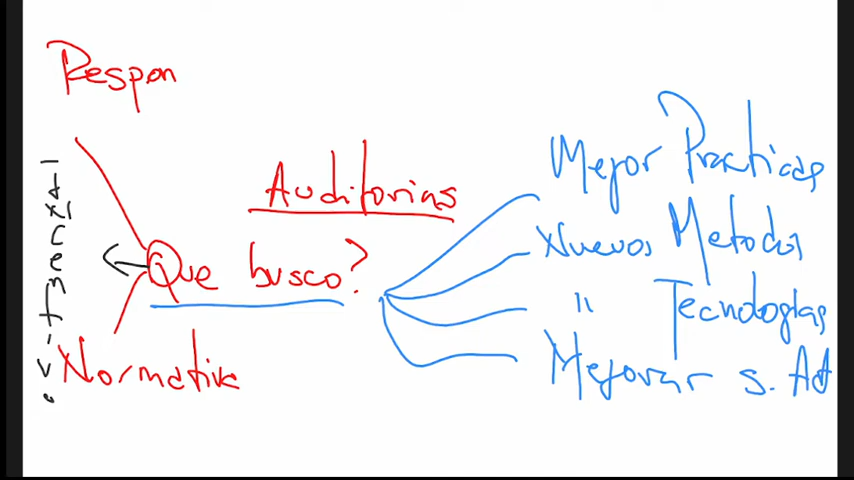 Respon
Auditorias
Que busco?
Normativa
Mejor Practicas
Nuevos Metodos
" Tecnologias
Mejorar s. Ad